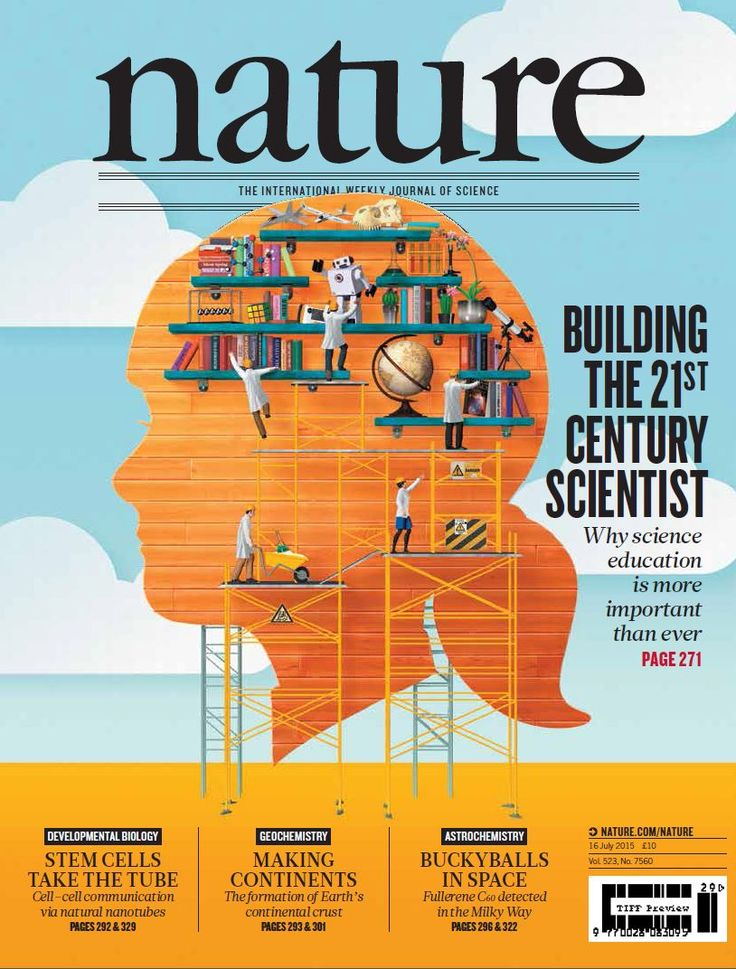 nature
THE INTERNATIONAL WEEKLY JOURNAL OF SCIENCE
BUILDING
THE 21ST
CENTURY
SCIENTIST
Why science
education
is more
important
than ever
PAGE 271
DANGER
DEVELOPMENTAL BIOLOGY
STEM CELLS
TAKE THE TUBE
Cell–cell communication
via natural nanotubes
PAGES 292 & 329
GEOCHEMISTRY
MAKING
CONTINENTS
The formation of Earth's
continental crust
PAGES 293 & 301
ASTROCHEMISTRY
BUCKYBALLS
IN SPACE
Fullerene C60 detected
in the Milky Way
PAGES 296 & 322
NATURE.COM/NATURE
16 July 2015 £10
Vol. 523, No. 7560
29
TIFF Preview
9 770028 083095